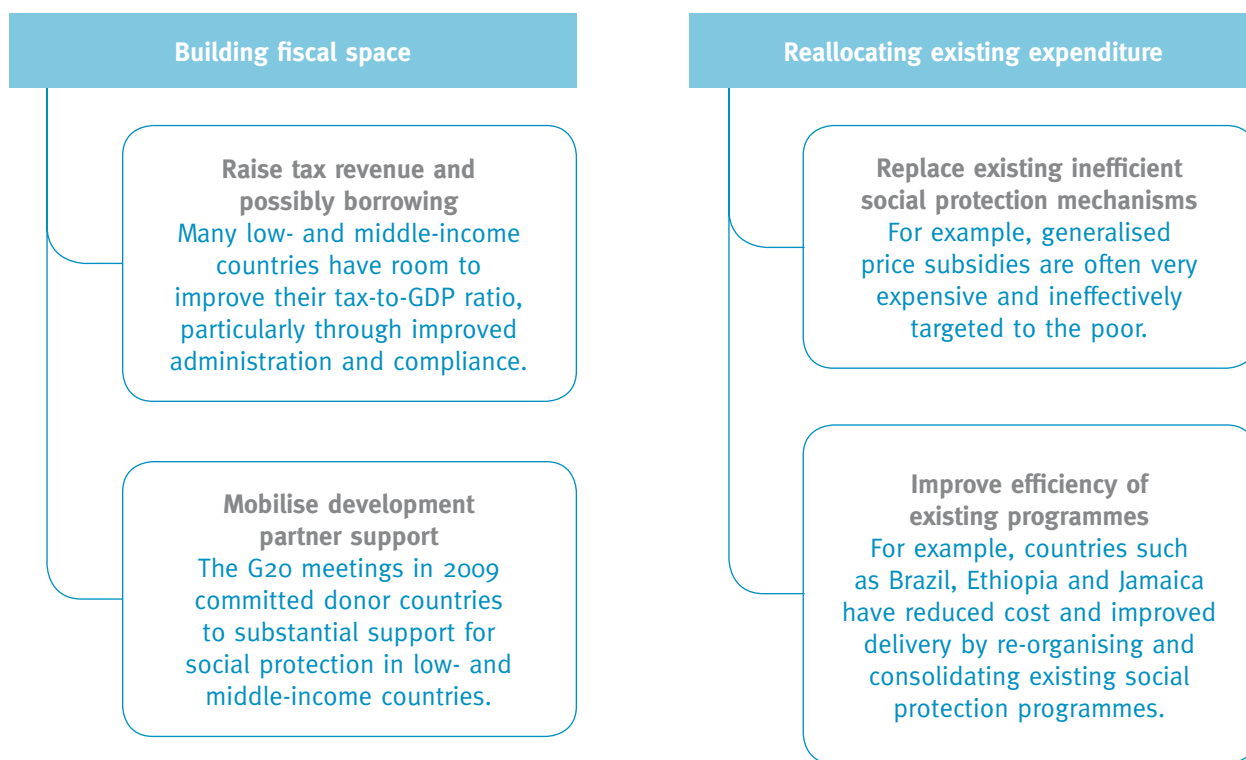 Building fiscal space
Raise tax revenue and
possibly borrowing
Many low- and middle-income
countries have room to
improve their tax-to-GDP ratio,
particularly through improved
administration and compliance.
Mobilise development
partner support
The G20 meetings in 2009
committed donor countries
to substantial support for
social protection in low- and
middle-income countries.
Reallocating existing expenditure
Replace existing inefficient
social protection mechanisms
For example, generalised
price subsidies are often very
expensive and ineffectively
targeted to the poor.
Improve efficiency of
existing programmes
For example, countries such
as Brazil, Ethiopia and Jamaica
have reduced cost and improved
delivery by re-organising and
consolidating existing social
protection programmes.